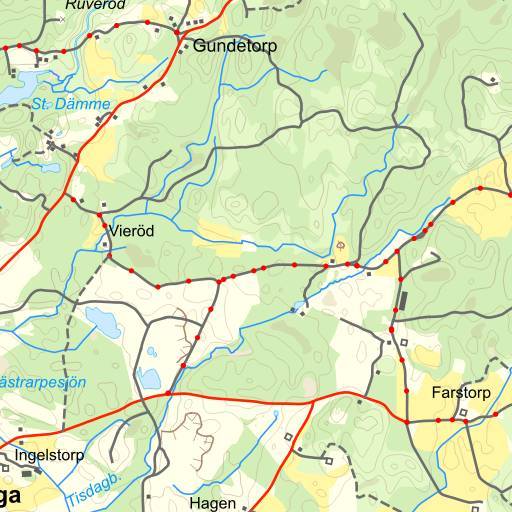 Ruveröd
Gundetorp
St. Dämme
Vieröd
ästrarpesjön
Farstorp
Ingelstorp
Tisdagb.
ga
Hagen